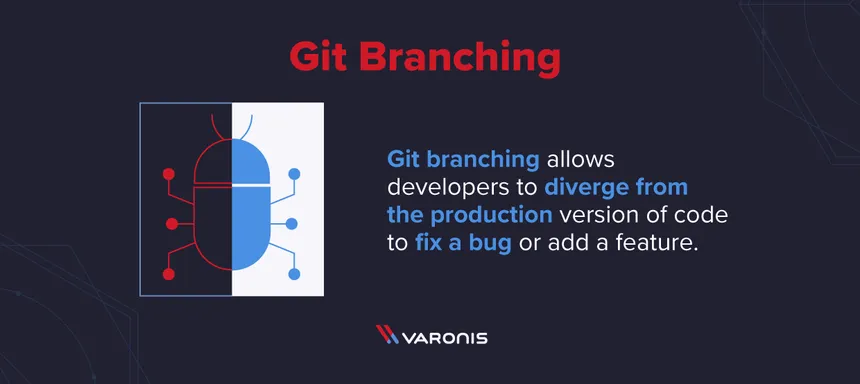 Git Branching
Git branching allows
developers to diverge from
the production version of code
to fix a bug or add a feature.
VARONIS